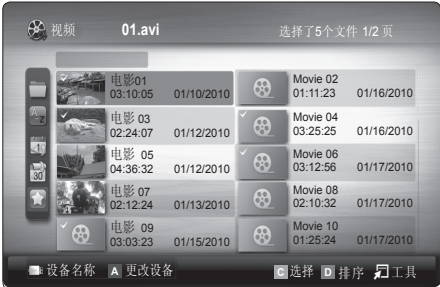 视频 01.avi 选择了5个文件 1/2 页
电影01
03:10:05 01/10/2010
Movie 02
01:11:23 01/16/2010
电影 03
02:24:07 01/12/2010
Movie 04
03:25:25 01/16/2010
电影 05
04:36:32 01/12/2010
Movie 06
03:12:56 01/17/2010
电影 07
02:12:24 01/13/2010
Movie 08
02:10:32 01/17/2010
电影 09
03:03:23 01/15/2010
Movie 10
01:25:24 01/17/2010
30
设备名称 A 更改设备 C 选择 D 排序 工具